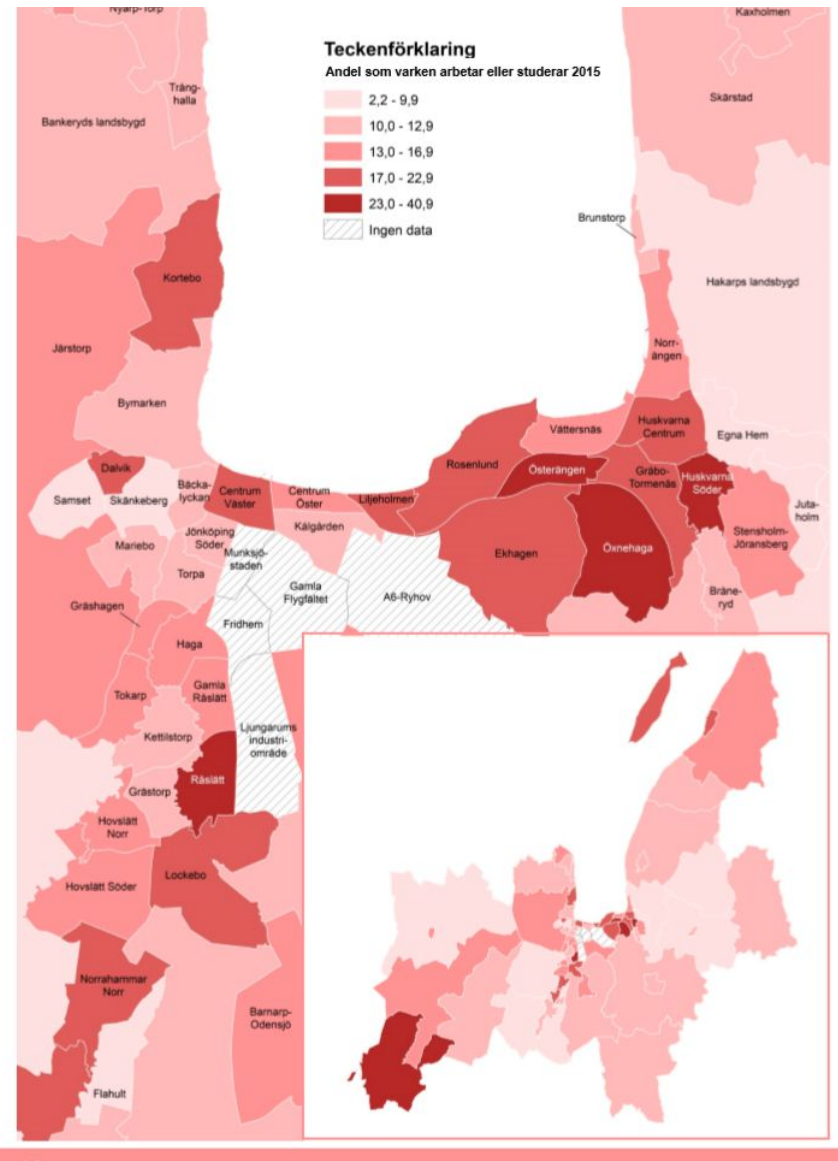 Nyarp-Torp
Kaxholmen
Teckenförklaring
Andel som varken arbetar eller studerar 2015
2,2 - 9,9
10,0 - 12,9
13,0 - 16,9
17,0 - 22,9
23,0 - 40,9
Ingen data
Trång-
halla
Bankeryds landsbygd
Skärstad
Brunstorp
Kortebo
Hakarps landsbygd
Järstorp
Norr-
ängen
Bymarken
Vättersnäs
Huskvarna
Centrum
Egna Hem
Dalvik
Rosenlund
Österängen
Gräbo-
Tormenås
Huskvarna
Söder
Samset
Skänkeberg
Bäcka-
lyckan
Centrum
Väster
Centrum
Öster
Liljeholmen
Juta-
holm
Kålgården
Stensholm-
Jöransberg
Mariebo
Jönköping
Söder
Munksjö-
staden
Ekhagen
Öxnehaga
Torpa
Gamla
Flygfältet
A6-Ryhov
Bråne-
ryd
Gräshagen
Fridhem
Haga
Tokarp
Gamla
Råslätt
Kettilstorp
Ljungarums
industri-
område
Råslätt
Grästorp
Hovslätt
Norr
Hovslätt Söder
Lockebo
Norrahammar
Norr
Barnarp-
Odensjö
Flahult